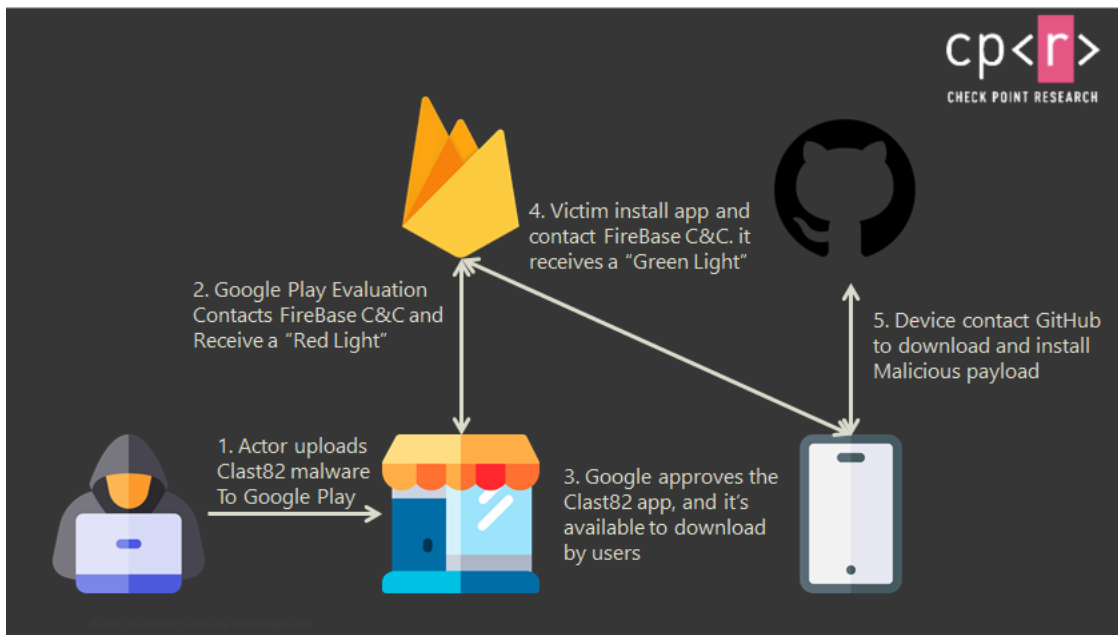 cp<r>
CHECK POINT RESEARCH
4. Victim install app and
contact FireBase C&C. it
receives a “Green Light”
2. Google Play Evaluation
Contacts FireBase C&C and
Receive a “Red Light”
5. Device contact GitHub
to download and install
Malicious payload
1. Actor uploads
Clast82 malware
To Google Play
3. Google approves the
Clast82 app, and it's
available to download
by users